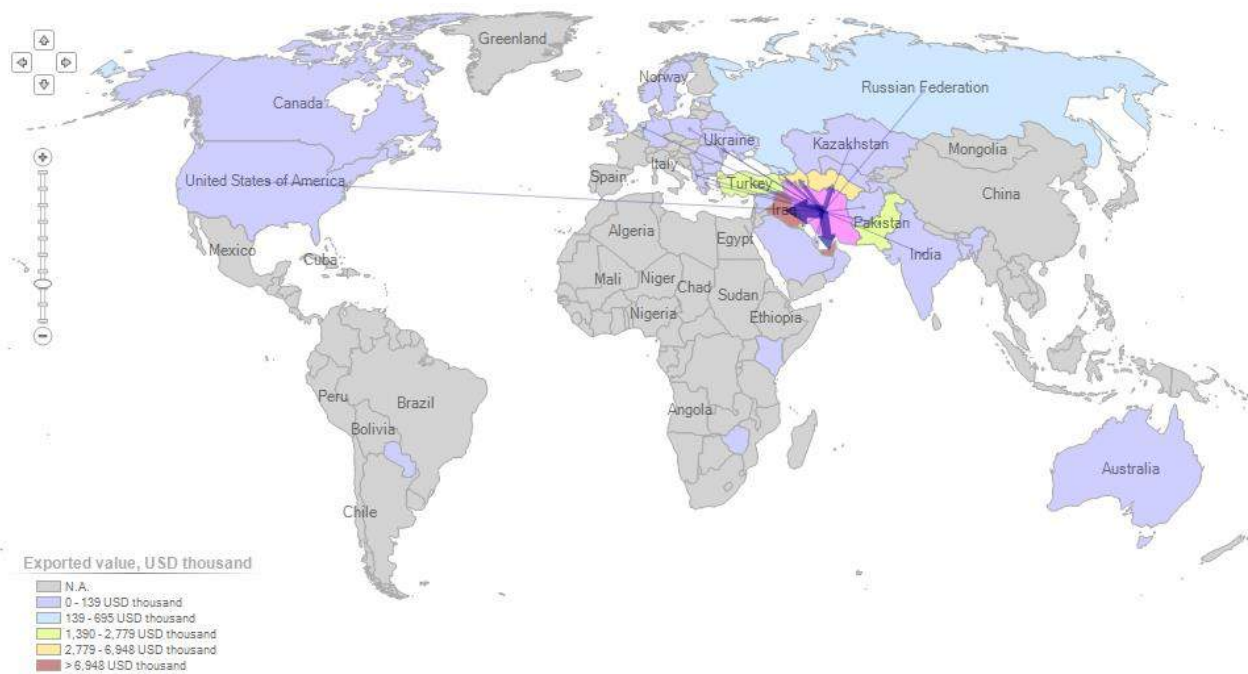 Greenland
Norway
Russian Federation
Canada
Ukraine
Kazakhstan
Mongolia
Italy
Spain
Turkey
United States of America
China
Iraq
Pakistan
Algeria
Egypt
India
Mexico
Cuba
Mali
Niger
Chad
Sudan
Nigeria
Ethiopia
Peru
Brazil
Angola
Bolivia
Australia
Chile
Exported value, USD thousand
N.A.
0 - 139 USD thousand
139 - 695 USD thousand
1,390 - 2,779 USD thousand
2,779 - 6,948 USD thousand
> 6,948 USD thousand